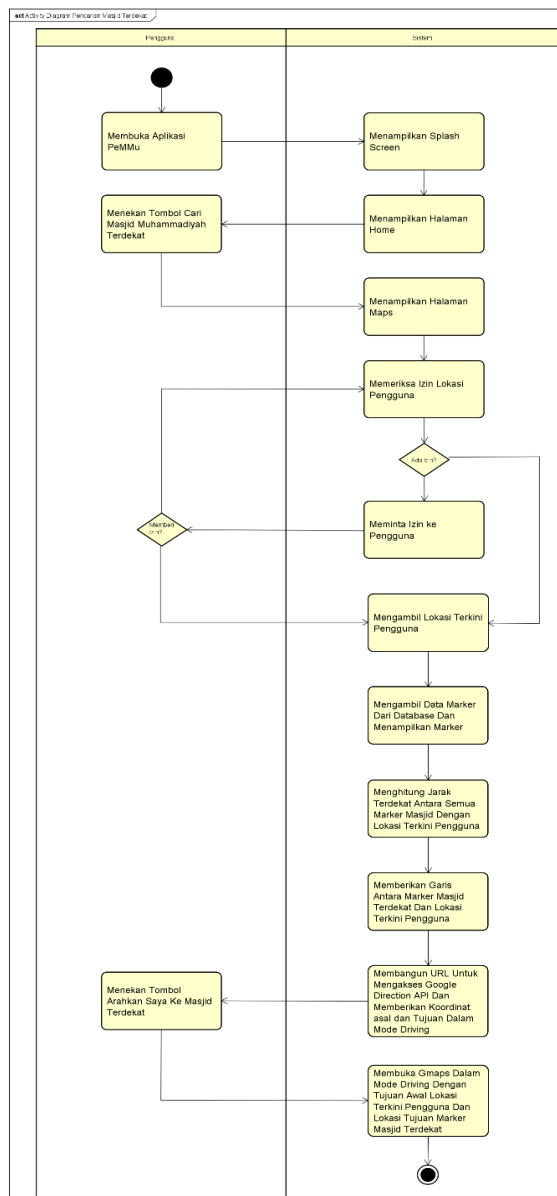 act Activity Diagram Pencarian Masjid Terdekat
Pengguna
Sistem
Membuka Aplikasi
PeMMu
Menampilkan Splash
Screen
Menekan Tombol Cari
Masjid Muhammadiyah
Terdekat
Menampilkan Halaman
Home
Menampilkan Halaman
Maps
Memeriksa Izin Lokasi
Pengguna
Ada Izin?
Memberi
Izin?
Meminta Izin ke
Pengguna
Mengambil Lokasi Terkini
Pengguna
Mengambil Data Marker
Dari Database Dan
Menampilkan Marker
Menghitung Jarak
Terdekat Antara Semua
Marker Masjid Dengan
Lokasi Terkini Pengguna
Memberikan Garis
Antara Marker Masjid
Terdekat Dan Lokasi
Terkini Pengguna
Menekan Tombol
Arahkan Saya Ke Masjid
Terdekat
Membangun URL Untuk
Mengakses Google
Direction API Dan
Memberikan Koordinat
asal dan Tujuan Dalam
Mode Driving
Membuka Gmaps Dalam
Mode Driving Dengan
Tujuan Awal Lokasi
Terkini Pengguna Dan
Lokasi Tujuan Marker
Masjid Terdekat